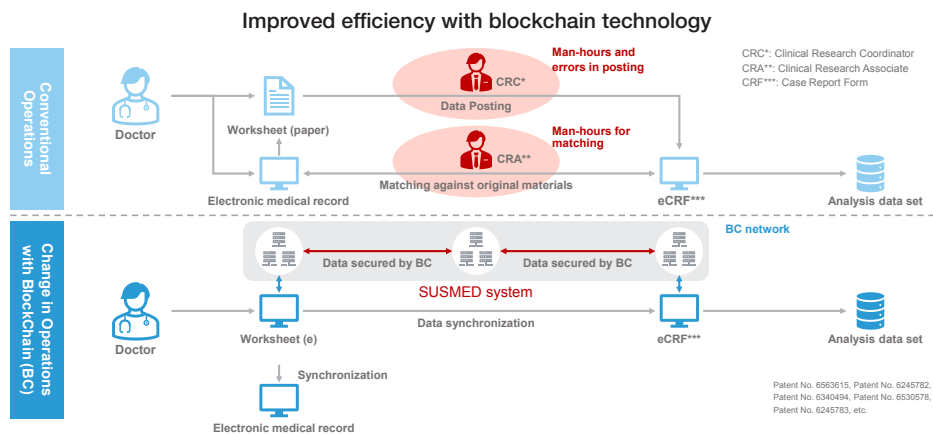 Improved efficiency with blockchain technology
Conventional
Operations
Doctor
Worksheet (paper)
Electronic medical record
CRC*
Data Posting
Man-hours and
errors in posting
CRA**
Matching against original materials
Man-hours for
matching
eCRF***
Analysis data set
CRC*: Clinical Research Coordinator
CRA**: Clinical Research Associate
CRF***: Case Report Form
Change in Operations
with BlockChain (BC)
BC network
Data secured by BC
Data secured by BC
SUSMED system
Doctor
Worksheet (e)
Data synchronization
eCRF***
Analysis data set
Synchronization
Electronic medical record
Patent No. 6563615, Patent No. 6245782,
Patent No. 6340494, Patent No. 6530578,
Patent No. 6245783, etc.